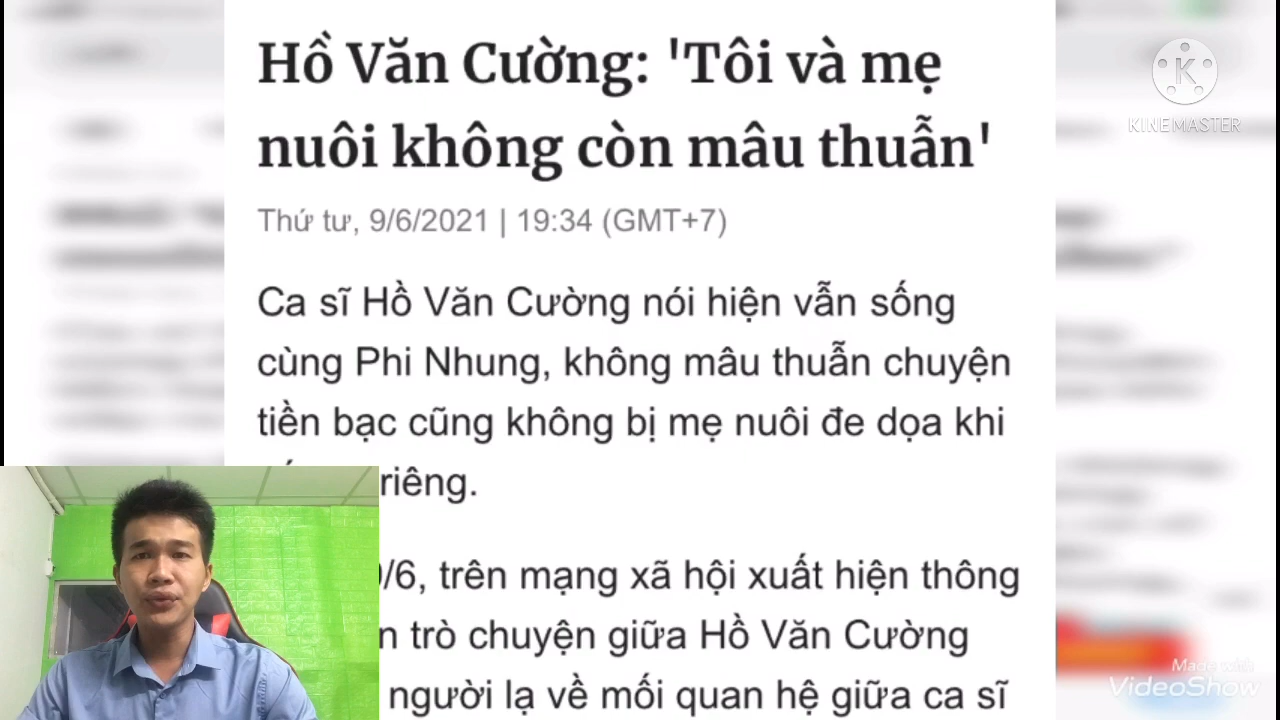 Hồ Văn Cường: 'Tôi và mẹ
nuôi không còn mâu thuẫn'
Thứ tư, 9/6/2021 | 19:34 (GMT+7)
Ca sĩ Hồ Văn Cường nói hiện vẫn sống
cùng Phi Nhung, không mâu thuẫn chuyện
tiền bạc cũng không bị mẹ nuôi đe dọa khi
riêng.
/6, trên mạng xã hội xuất hiện thông
trò chuyện giữa Hồ Văn Cường
người lạ về mối quan hệ giữa ca sĩ
K
KINEMASTER
Made with
VideoShow